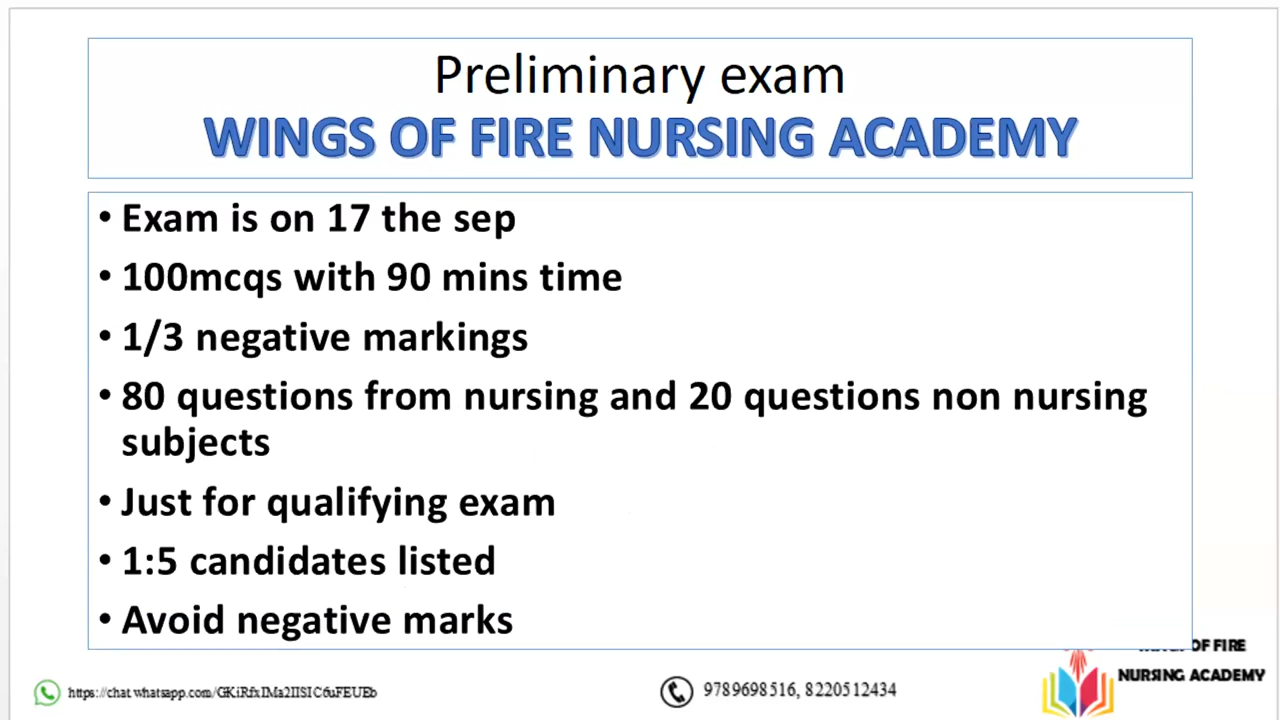 Preliminary exam
WINGS OF FIRE NURSING ACADEMY
• Exam is on 17 the sep
• 100mcqs with 90 mins time
• 1/3 negative markings
• 80 questions from nursing and 20 questions non nursing
subjects
• Just for qualifying exam
• 1:5 candidates listed
• Avoid negative marks
WINGS OF FIRE
NURSING ACADEMY
9789698516, 8220512434